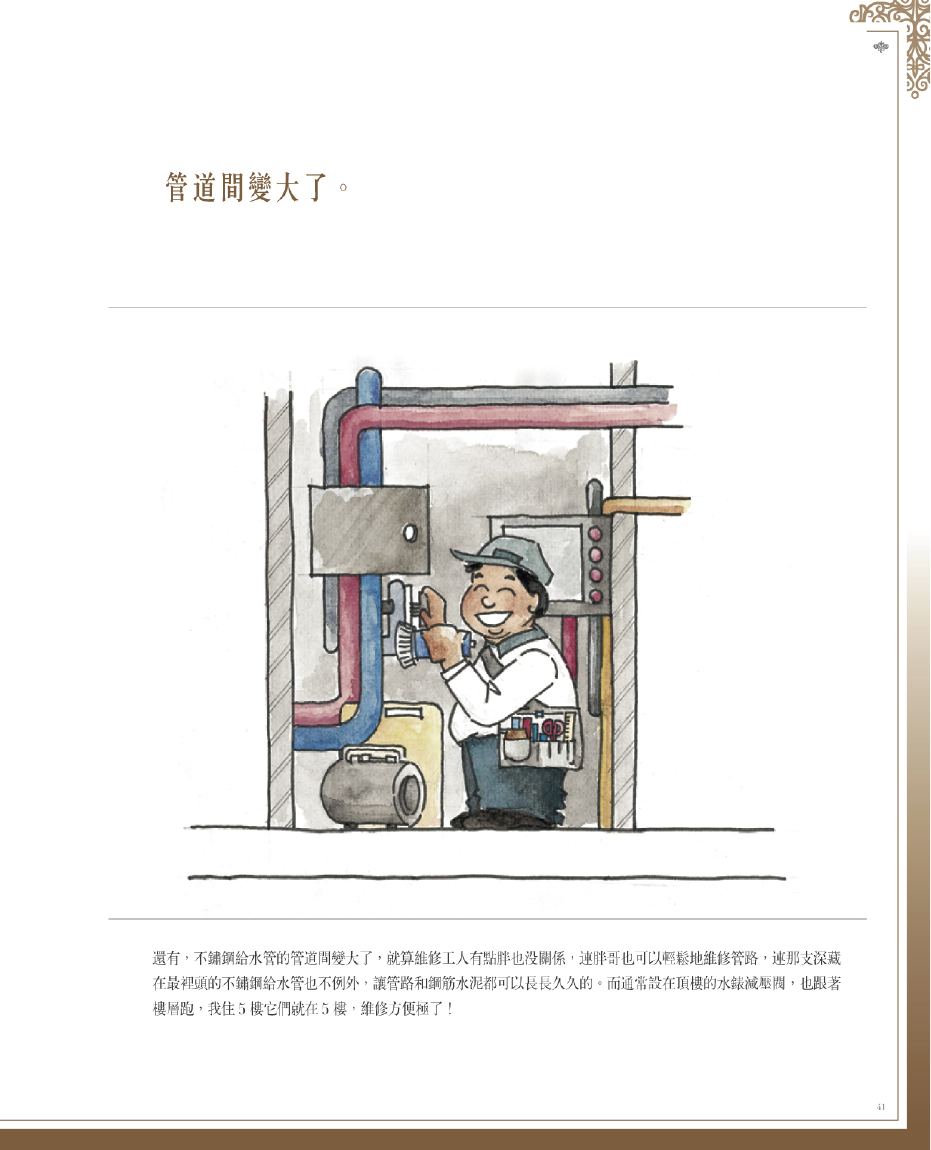 管道間變大了。
還有，不鏽鋼給水管的管道間變大了，就算維修工人有點胖也沒關係，連胖哥也可以輕鬆地維修管路，連那支深藏
在最裡頭的不鏽鋼給水管也不例外，讓管路和鋼筋水泥都可以長長久久的。而通常設在頂樓的水錶減壓閥，也跟著
樓層跑，我住5樓它們就在5樓，維修方便極了！
41